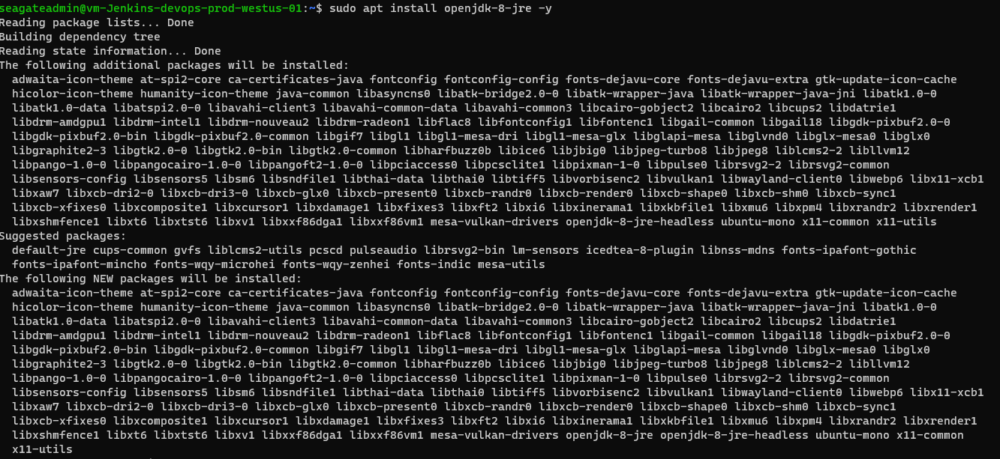 seagateadmin@vm-Jenkins-devops-prod-westus-01:~$ sudo apt install openjdk-8-jre -y
Reading package lists... Done
Building dependency tree
Reading state information... Done
The following additional packages will be installed:
  adwaita-icon-theme at-spi2-core ca-certificates-java fontconfig fontconfig-config fonts-dejavu-core fonts-dejavu-extra gtk-update-icon-cache
  hicolor-icon-theme humanity-icon-theme java-common libasyncns0 libatk-bridge2.0-0 libatk-wrapper-java libatk-wrapper-java-jni libatk1.0-0
  libatk1.0-data libatspi2.0-0 libavahi-client3 libavahi-common-data libavahi-common3 libcairo-gobject2 libcairo2 libcups2 libdatrie1
  libdrm-amdgpu1 libdrm-intel1 libdrm-nouveau2 libdrm-radeon1 libflac8 libfontconfig1 libfontenc1 libgail-common libgail18 libgdk-pixbuf2.0-0
  libgdk-pixbuf2.0-bin libgdk-pixbuf2.0-common libgif7 libgl1 libgl1-mesa-dri libgl1-mesa-glx libglapi-mesa libglvnd0 libglx-mesa0 libglx0
  libgraphite2-3 libgtk2.0-0 libgtk2.0-bin libgtk2.0-common libharfbuzz0b libice6 libjbig0 libjpeg-turbo8 libjpeg8 liblcms2-2 libllvm12
  libpango-1.0-0 libpangocairo-1.0-0 libpangoft2-1.0-0 libpciaccess0 libpcsclite1 libpixman-1-0 libpulse0 librsvg2-2 librsvg2-common
  libsensors-config libsensors5 libsm6 libsndfile1 libthai-data libthai0 libtiff5 libvorbisenc2 libvulkan1 libwayland-client0 libwebp6 libx11-xcb1
  libxaw7 libxcb-dri2-0 libxcb-dri3-0 libxcb-glx0 libxcb-present0 libxcb-randr0 libxcb-render0 libxcb-shape0 libxcb-shm0 libxcb-sync1
  libxcb-xfixes0 libxcomposite1 libxcursor1 libxdamage1 libxfixes3 libxft2 libxi6 libxinerama1 libxkbfile1 libxmu6 libxpm4 libxrandr2 libxrender1
  libxshmfence1 libxt6 libxtst6 libxv1 libxxf86dga1 libxxf86vm1 mesa-vulkan-drivers openjdk-8-jre-headless ubuntu-mono x11-common x11-utils
Suggested packages:
  default-jre cups-common gvfs liblcms2-utils pcscd pulseaudio librsvg2-bin lm-sensors icedtea-8-plugin libnss-mdns fonts-ipafont-gothic
  fonts-ipafont-mincho fonts-wqy-microhei fonts-wqy-zenhei fonts-indic mesa-utils
The following NEW packages will be installed:
  adwaita-icon-theme at-spi2-core ca-certificates-java fontconfig fontconfig-config fonts-dejavu-core fonts-dejavu-extra gtk-update-icon-cache
  hicolor-icon-theme humanity-icon-theme java-common libasyncns0 libatk-bridge2.0-0 libatk-wrapper-java libatk-wrapper-java-jni libatk1.0-0
  libatk1.0-data libatspi2.0-0 libavahi-client3 libavahi-common-data libavahi-common3 libcairo-gobject2 libcairo2 libcups2 libdatrie1
  libdrm-amdgpu1 libdrm-intel1 libdrm-nouveau2 libdrm-radeon1 libflac8 libfontconfig1 libfontenc1 libgail-common libgail18 libgdk-pixbuf2.0-0
  libgdk-pixbuf2.0-bin libgdk-pixbuf2.0-common libgif7 libgl1 libgl1-mesa-dri libgl1-mesa-glx libglapi-mesa libglvnd0 libglx-mesa0 libglx0
  libgraphite2-3 libgtk2.0-0 libgtk2.0-bin libgtk2.0-common libharfbuzz0b libice6 libjbig0 libjpeg-turbo8 libjpeg8 liblcms2-2 libllvm12
  libpango-1.0-0 libpangocairo-1.0-0 libpangoft2-1.0-0 libpciaccess0 libpcsclite1 libpixman-1-0 libpulse0 librsvg2-2 librsvg2-common
  libsensors-config libsensors5 libsm6 libsndfile1 libthai-data libthai0 libtiff5 libvorbisenc2 libvulkan1 libwayland-client0 libwebp6 libx11-xcb1
  libxaw7 libxcb-dri2-0 libxcb-dri3-0 libxcb-glx0 libxcb-present0 libxcb-randr0 libxcb-render0 libxcb-shape0 libxcb-shm0 libxcb-sync1
  libxcb-xfixes0 libxcomposite1 libxcursor1 libxdamage1 libxfixes3 libxft2 libxi6 libxinerama1 libxkbfile1 libxmu6 libxpm4 libxrandr2 libxrender1
  libxshmfence1 libxt6 libxtst6 libxv1 libxxf86dga1 libxxf86vm1 mesa-vulkan-drivers openjdk-8-jre openjdk-8-jre-headless ubuntu-mono x11-common
  x11-utils